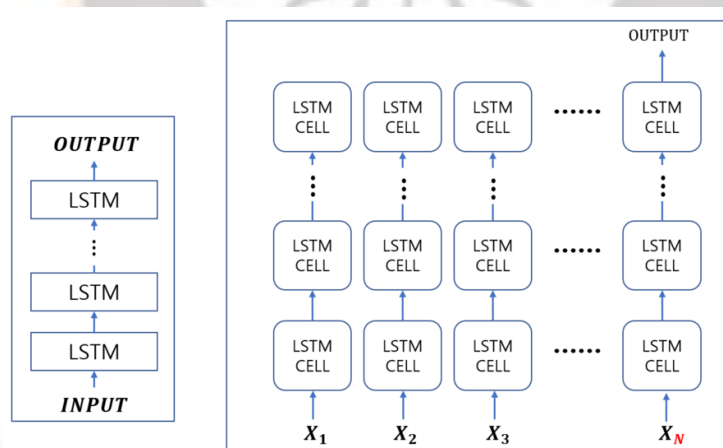 OUTPUT
LSTM
⋮
LSTM
LSTM
INPUT
OUTPUT
LSTM CELL LSTM CELL LSTM CELL ...... LSTM CELL
⋮ ⋮ ⋮ ⋮
LSTM CELL LSTM CELL LSTM CELL ...... LSTM CELL
LSTM CELL LSTM CELL LSTM CELL ...... LSTM CELL
X₁ X₂ X₃ X_N